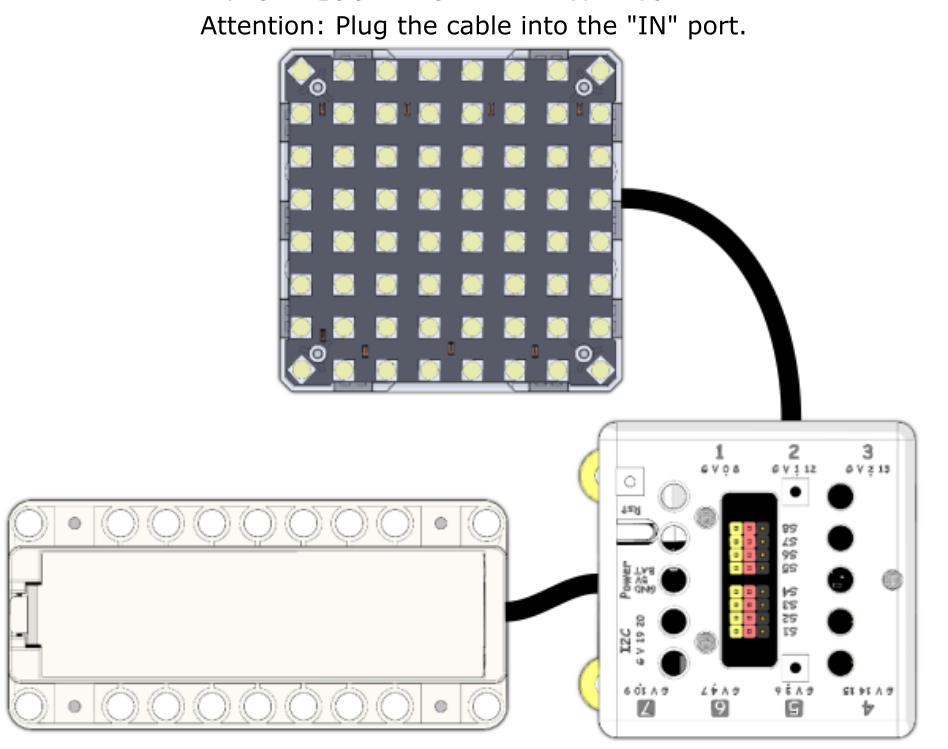 Attention: Plug the cable into the "IN" port.
1 2 3
G V 0 8 G V 1 12 G V 2 13
Rst
S8
S7
S6
S5
Power
BAT
5V
GND
S4
S3
S2
S1
I2C
G V 19 20
G V 10 9 G V 4 7 G V 3 6 G V 14 15
7 6 5 4